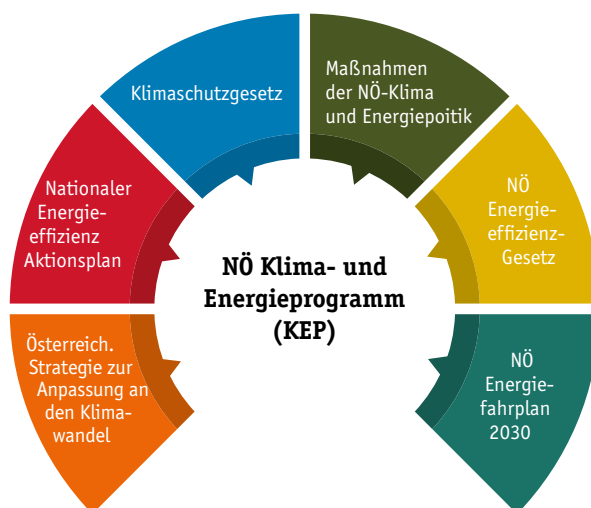 Klimaschutzgesetz
Maßnahmen
der NÖ-Klima
und Energiepoitik
Nationaler
Energie-
effizienz
Aktionsplan
NÖ
Energie-
effizienz-
Gesetz
NÖ Klima- und
Energieprogramm
(KEP)
Österreich.
Strategie zur
Anpassung an
den Klima-
wandel
NÖ
Energie-
fahrplan
2030